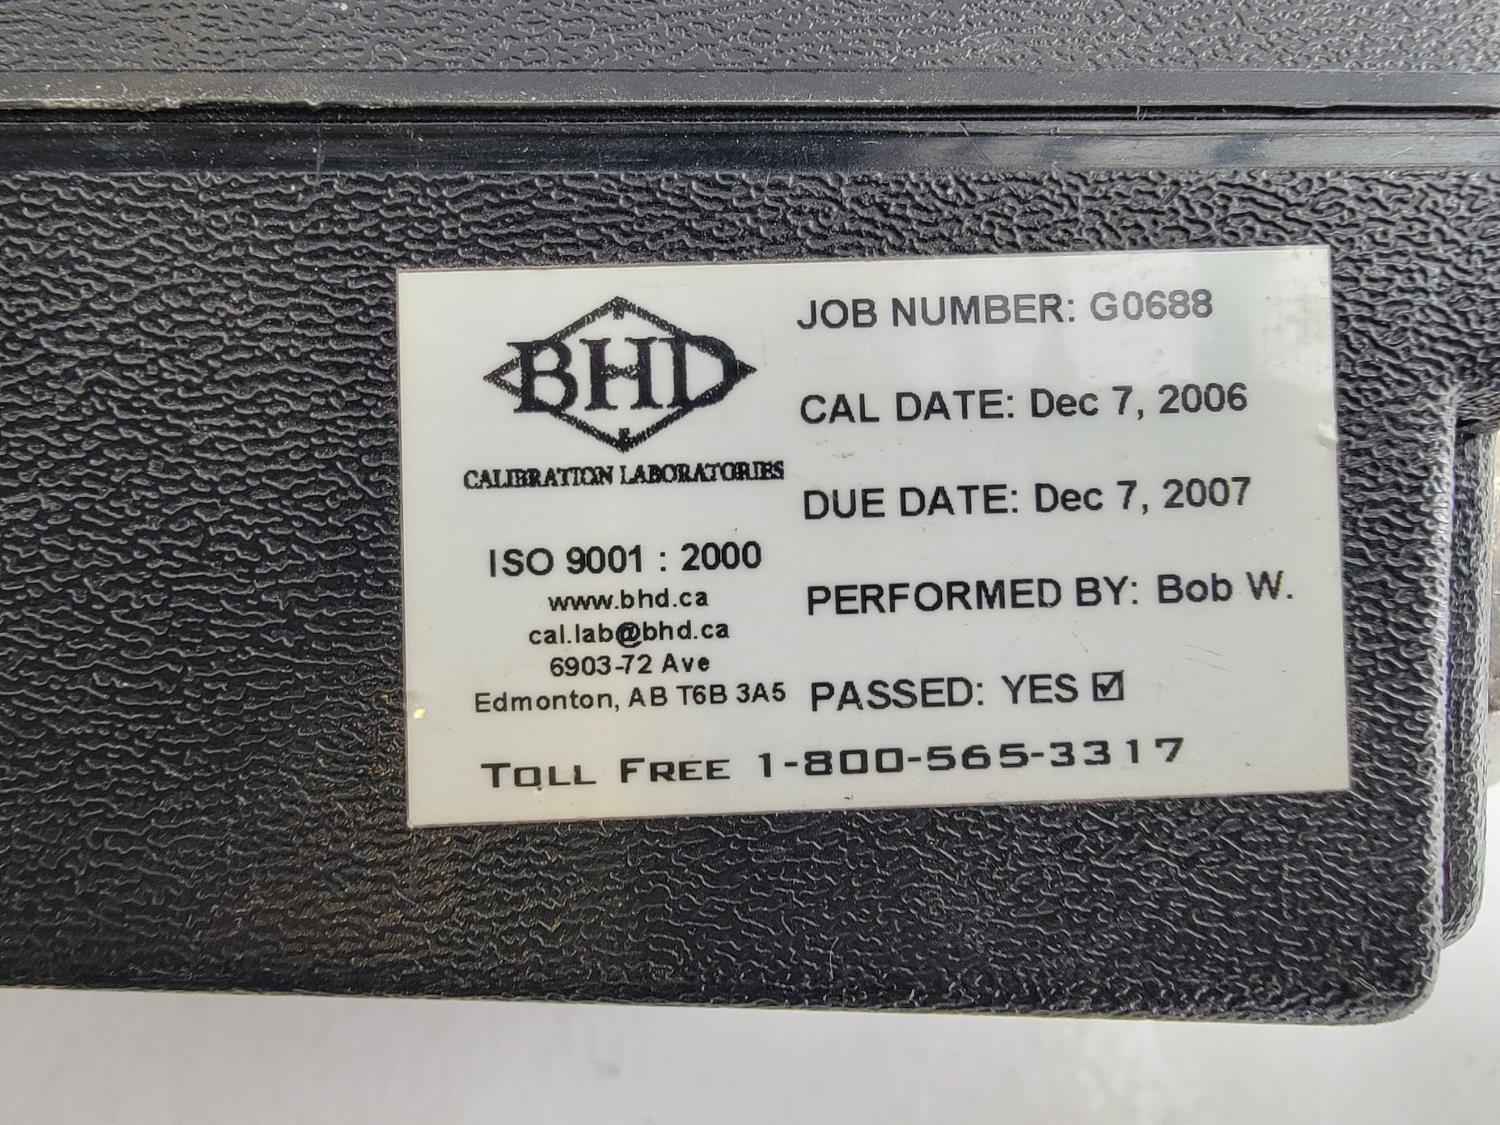 BHD
CALIBRATION LABORATORIES
ISO 9001 : 2000
www.bhd.ca
cal.lab@bhd.ca
6903-72 Ave
Edmonton, AB T6B 3A5
JOB NUMBER: G0688
CAL DATE: Dec 7, 2006
DUE DATE: Dec 7, 2007
PERFORMED BY: Bob W.
PASSED: YES ☑
TOLL FREE 1-800-565-3317